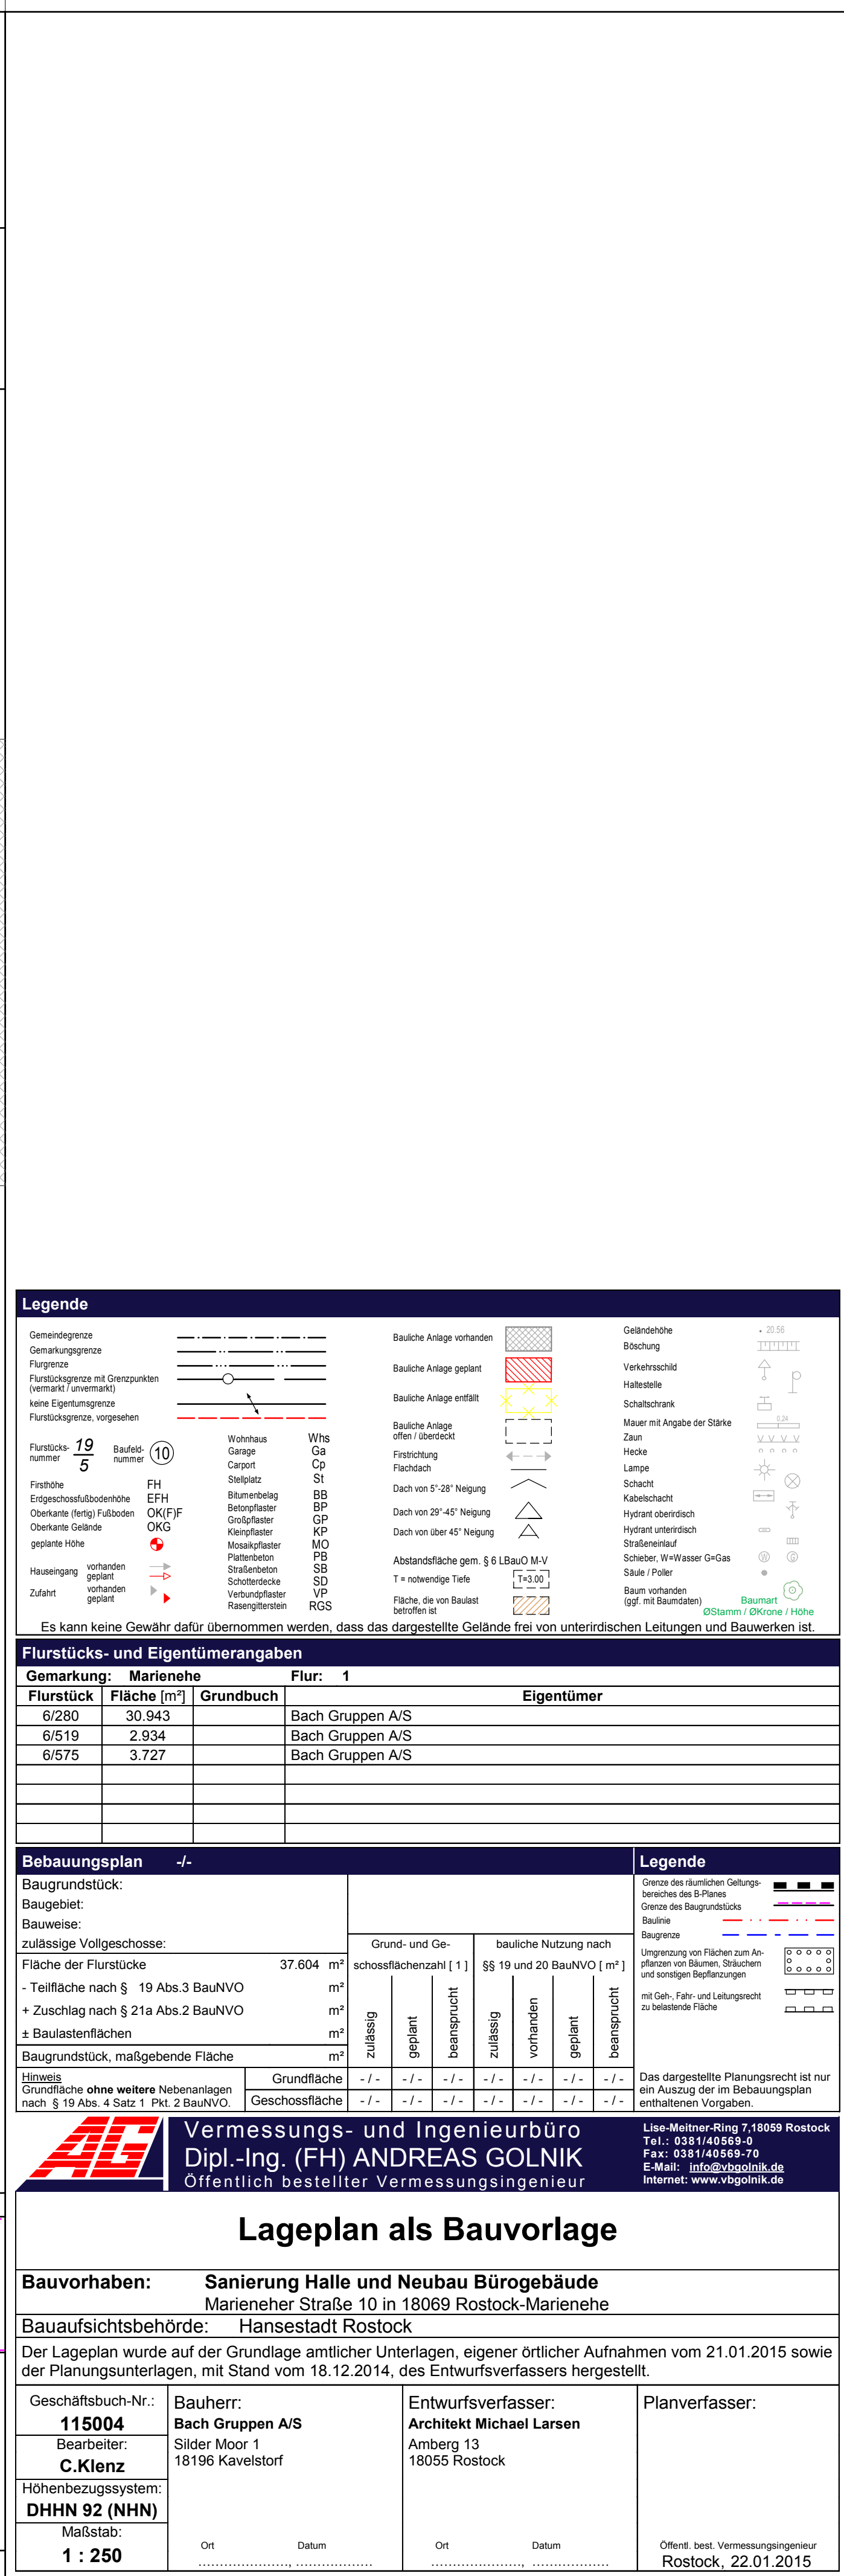 Legende
Gemeindegrenze
Gemarkungsgrenze
Flurgrenze
Flurstücksgrenze mit Grenzpunkten
(vermarkt / unvermarkt)
keine Eigentumsgrenze
Flurstücksgrenze, vorgesehen
Flurstücks-
nummer
19
5
Baufeld-
nummer
10
Firsthöhe FH
Erdgeschossfußbodenhöhe EFH
Oberkante (fertig) Fußboden OK(F)F
Oberkante Gelände OKG
geplante Höhe
Hauseingang vorhanden
geplant
Zufahrt vorhanden
geplant
Wohnhaus Whs
Garage Ga
Carport Cp
Stellplatz St
Bitumenbelag BB
Betonpflaster BP
Großpflaster GP
Kleinpflaster KP
Mosaikpflaster MO
Plattenbeton PB
Straßenbeton SB
Schotterdecke SD
Verbundpflaster VP
Rasengitterstein RGS
Bauliche Anlage vorhanden
Bauliche Anlage geplant
Bauliche Anlage entfällt
Bauliche Anlage
offen / überdeckt
Firstrichtung
Flachdach
Dach von 5°-28° Neigung
Dach von 29°-45° Neigung
Dach von über 45° Neigung
Abstandsfläche gem. § 6 LBauO M-V
T = notwendige Tiefe T=3.00
Fläche, die von Baulast
betroffen ist
Geländehöhe 20.56
Böschung
Verkehrsschild
Haltestelle
Schaltschrank
Mauer mit Angabe der Stärke 0,24
Zaun
Hecke
Lampe
Schacht
Kabelschacht
Hydrant oberirdisch
Hydrant unterirdisch
Straßeneinlauf
Schieber, W=Wasser G=Gas W G
Säule / Poller
Baum vorhanden
(ggf. mit Baumdaten)
Baumart
ØStamm / ØKrone / Höhe
Es kann keine Gewähr dafür übernommen werden, dass das dargestellte Gelände frei von unterirdischen Leitungen und Bauwerken ist.
Flurstücks- und Eigentümerangaben
Gemarkung: Marienehe Flur: 1
Flurstück Fläche [m²] Grundbuch Eigentümer
6/280 30.943 Bach Gruppen A/S
6/519 2.934 Bach Gruppen A/S
6/575 3.727 Bach Gruppen A/S
Bebauungsplan -/-
Baugrundstück:
Baugebiet:
Bauweise:
zulässige Vollgeschosse:
Fläche der Flurstücke 37.604 m²
- Teilfläche nach § 19 Abs.3 BauNVO m²
+ Zuschlag nach § 21a Abs.2 BauNVO m²
± Baulastenflächen m²
Baugrundstück, maßgebende Fläche m²
Grund- und Ge-
schossflächenzahl [ 1 ]
bauliche Nutzung nach
§§ 19 und 20 BauNVO [ m² ]
zulässig
geplant
beansprucht
zulässig
vorhanden
geplant
beansprucht
Hinweis
Grundfläche ohne weitere Nebenanlagen
nach § 19 Abs. 4 Satz 1 Pkt. 2 BauNVO.
Grundfläche - / - - / - - / - - / - - / - - / - - / -
Geschossfläche - / - - / - - / - - / - - / - - / - - / -
Legende
Grenze des räumlichen Geltungs-
bereiches des B-Planes
Grenze des Baugrundstücks
Baulinie
Baugrenze
Umgrenzung von Flächen zum An-
pflanzen von Bäumen, Sträuchern
und sonstigen Bepflanzungen
mit Geh-, Fahr- und Leitungsrecht
zu belastende Fläche
Das dargestellte Planungsrecht ist nur
ein Auszug der im Bebauungsplan
enthaltenen Vorgaben.
AG
Vermessungs- und Ingenieurbüro
Dipl.-Ing. (FH) ANDREAS GOLNIK
Öffentlich bestellter Vermessungsingenieur
Lise-Meitner-Ring 7,18059 Rostock
Tel.: 0381/40569-0
Fax: 0381/40569-70
E-Mail: info@vbgolnik.de
Internet: www.vbgolnik.de
Lageplan als Bauvorlage
Bauvorhaben: Sanierung Halle und Neubau Bürogebäude
Marieneher Straße 10 in 18069 Rostock-Marienehe
Bauaufsichtsbehörde: Hansestadt Rostock
Der Lageplan wurde auf der Grundlage amtlicher Unterlagen, eigener örtlicher Aufnahmen vom 21.01.2015 sowie
der Planungsunterlagen, mit Stand vom 18.12.2014, des Entwurfsverfassers hergestellt.
Geschäftsbuch-Nr.:
115004
Bearbeiter:
C.Klenz
Höhenbezugssystem:
DHHN 92 (NHN)
Maßstab:
1 : 250
Bauherr:
Bach Gruppen A/S
Silder Moor 1
18196 Kavelstorf
Ort Datum
....................., ..................
Entwurfsverfasser:
Architekt Michael Larsen
Amberg 13
18055 Rostock
Ort Datum
....................., ..................
Planverfasser:
Öffentl. best. Vermessungsingenieur
Rostock, 22.01.2015